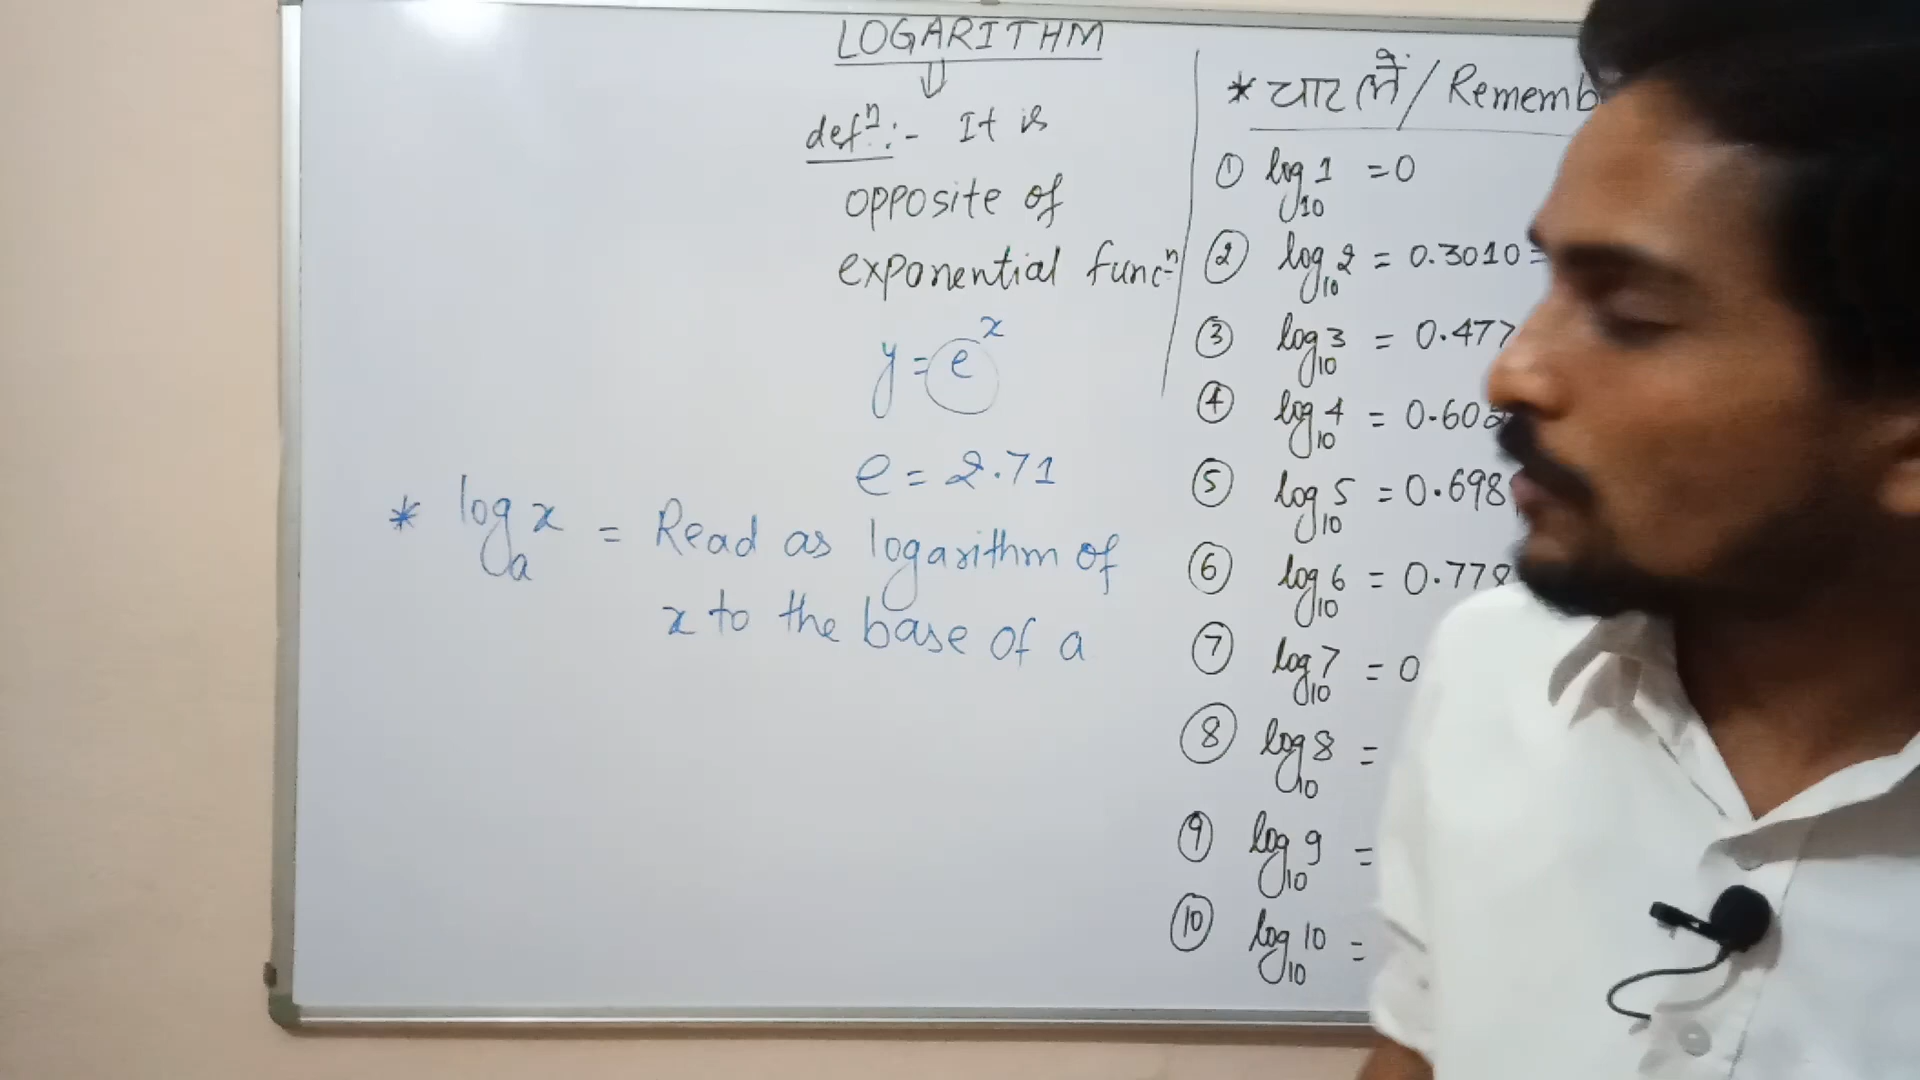 LOGARITHM
⇓
defⁿ:- It is
opposite of
exponential funcⁿ
y = eˣ
e = 2.71
* logₐ x = Read as logarithm of
x to the base of a
* याद लें / Rememb
① log₁₀ 1 = 0
② log₁₀ 2 = 0.3010 =
③ log₁₀ 3 = 0.477
④ log₁₀ 4 = 0.602
⑤ log₁₀ 5 = 0.698
⑥ log₁₀ 6 = 0.778
⑦ log₁₀ 7 = 0
⑧ log₁₀ 8 =
⑨ log₁₀ 9 =
⑩ log₁₀ 10 =